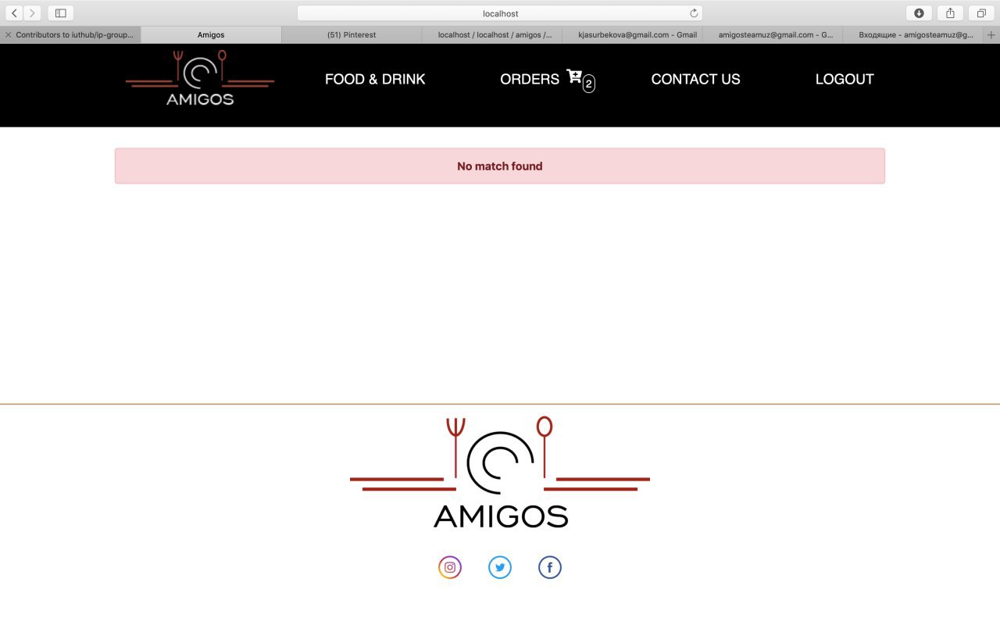 localhost
Contributors to iuthub/ip-group...
Amigos
(51) Pinterest
localhost / localhost / amigos /...
kjasurbekova@gmail.com - Gmail
amigosteamuz@gmail.com - G...
Входящие - amigosteamuz@g...
AMIGOS
FOOD & DRINK
ORDERS 2
CONTACT US
LOGOUT
No match found
AMIGOS